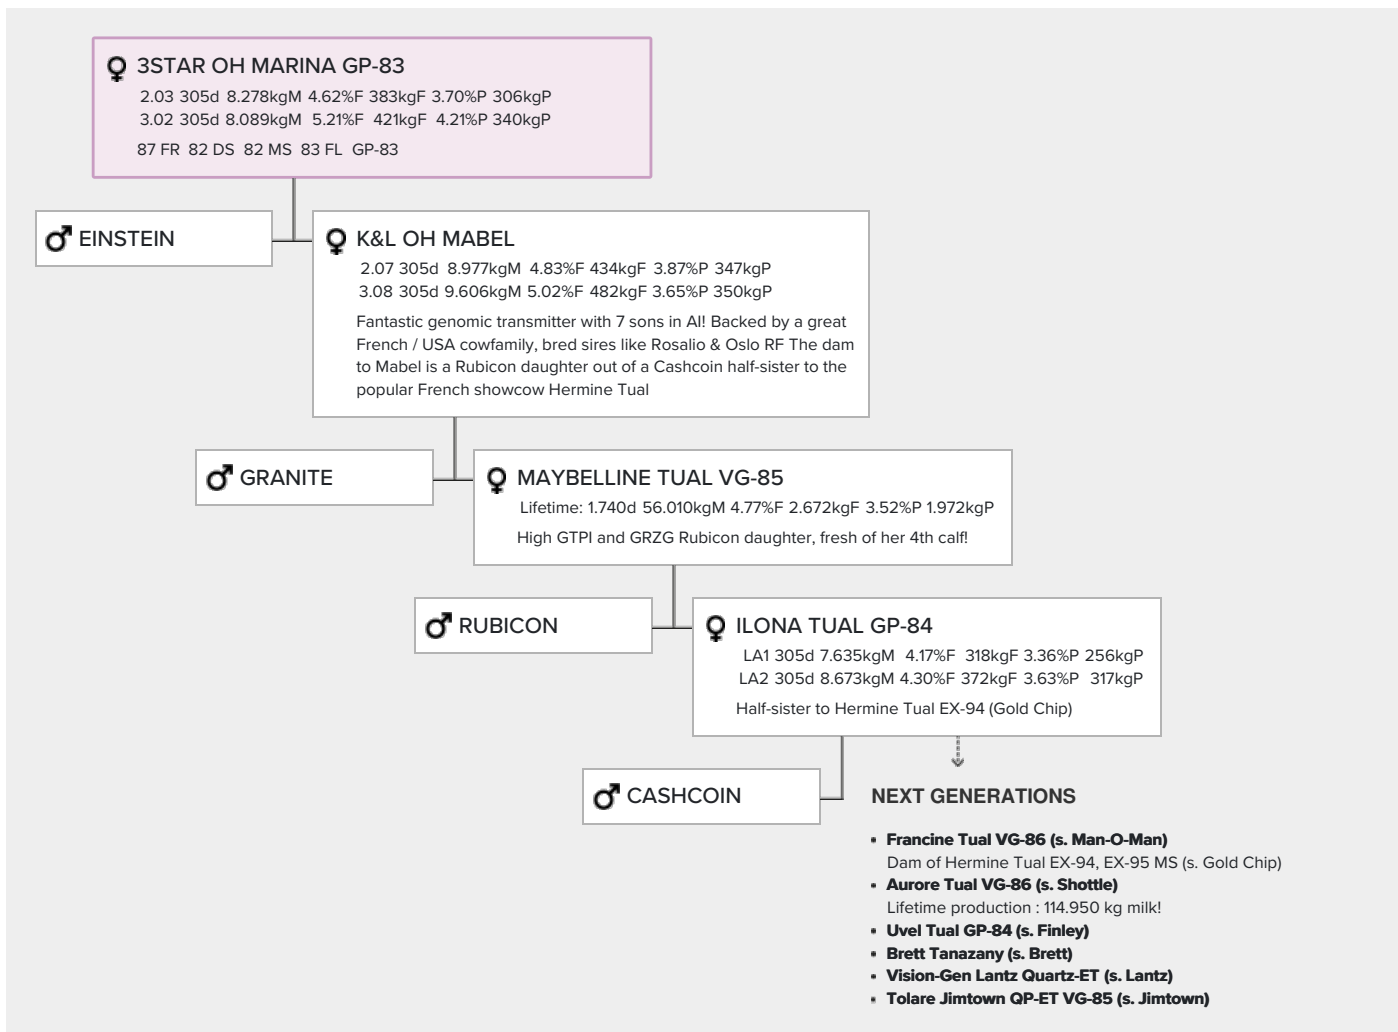 3STAR OH MARINA GP-83
2.03 305d 8.278kgM 4.62%F 383kgF 3.70%P 306kgP
3.02 305d 8.089kgM 5.21%F 421kgF 4.21%P 340kgP
87 FR 82 DS 82 MS 83 FL GP-83
EINSTEIN
K&L OH MABEL
2.07 305d 8.977kgM 4.83%F 434kgF 3.87%P 347kgP
3.08 305d 9.606kgM 5.02%F 482kgF 3.65%P 350kgP
Fantastic genomic transmitter with 7 sons in AI! Backed by a great
French / USA cowfamily, bred sires like Rosalio & Oslo RF The dam
to Mabel is a Rubicon daughter out of a Cashcoin half-sister to the
popular French showcow Hermine Tual
GRANITE
MAYBELLINE TUAL VG-85
Lifetime: 1.740d 56.010kgM 4.77%F 2.672kgF 3.52%P 1.972kgP
High GTPI and GRZG Rubicon daughter, fresh of her 4th calf!
RUBICON
ILONA TUAL GP-84
LA1 305d 7.635kgM 4.17%F 318kgF 3.36%P 256kgP
LA2 305d 8.673kgM 4.30%F 372kgF 3.63%P 317kgP
Half-sister to Hermine Tual EX-94 (Gold Chip)
CASHCOIN
NEXT GENERATIONS
• Francine Tual VG-86 (s. Man-O-Man)
Dam of Hermine Tual EX-94, EX-95 MS (s. Gold Chip)
• Aurore Tual VG-86 (s. Shottle)
Lifetime production : 114.950 kg milk!
• Uvel Tual GP-84 (s. Finley)
• Brett Tanazany (s. Brett)
• Vision-Gen Lantz Quartz-ET (s. Lantz)
• Tolare Jimtown QP-ET VG-85 (s. Jimtown)